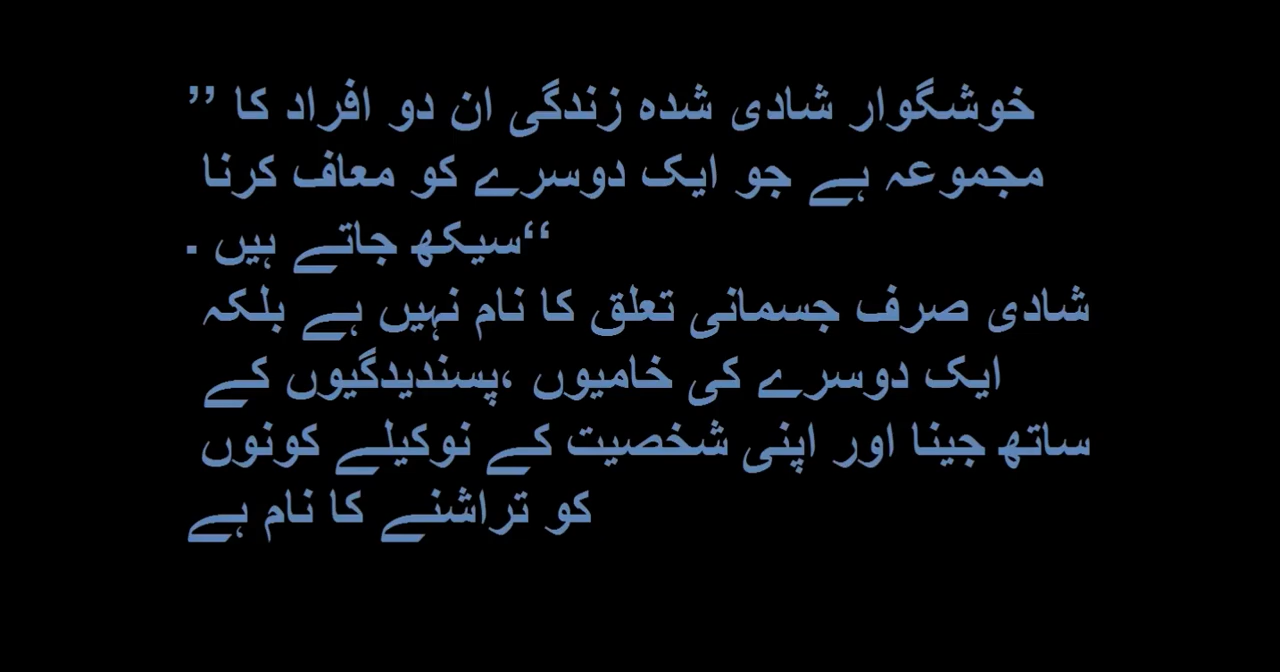 خوشگوار شادی شدہ زندگی ان دو افراد کا ’’
مجموعہ ہے جو ایک دوسرے کو معاف کرنا
‘‘سیکھ جاتے ہیں .
شادی صرف جسمانی تعلق کا نام نہیں ہے بلکہ
ایک دوسرے کی خامیوں ،پسندیدگیوں کے
ساتھ جینا اور اپنی شخصیت کے نوکیلے کونوں
کو تراشنے کا نام ہے